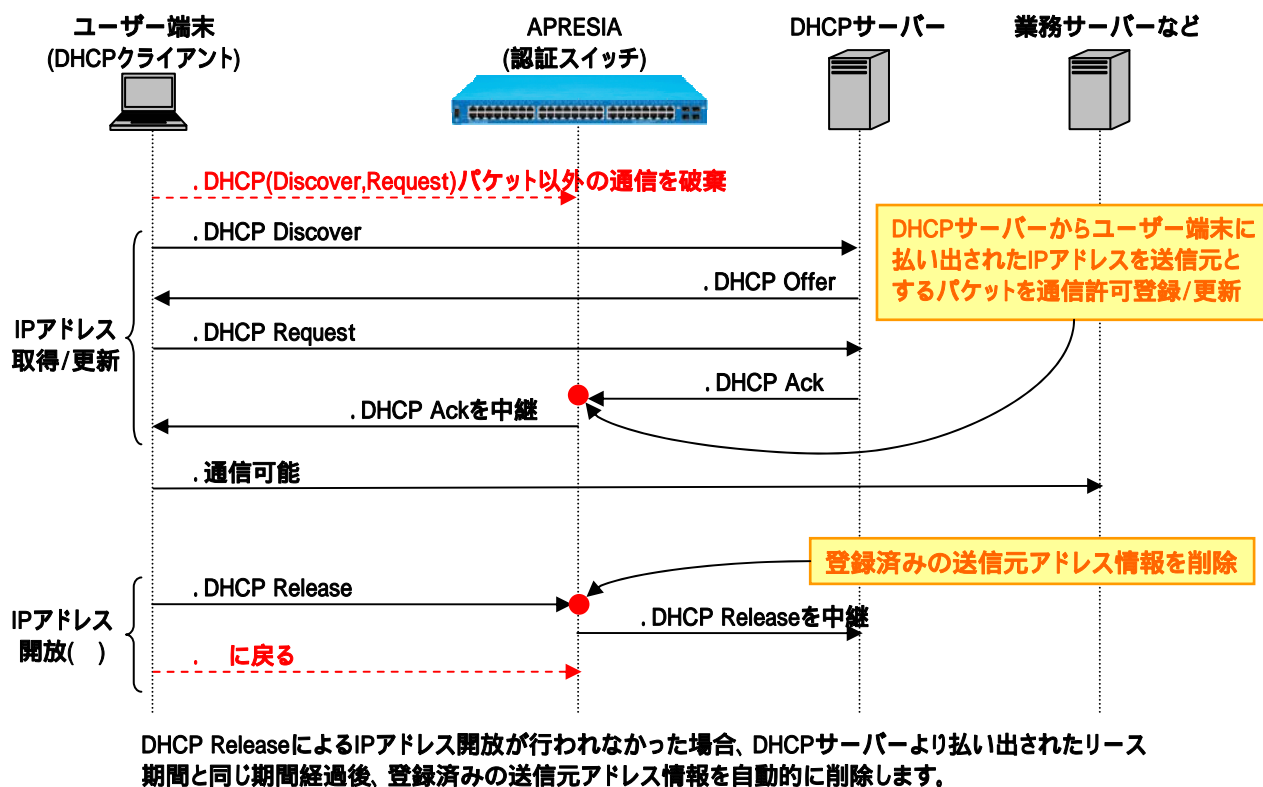 ユーザー端末
(DHCPクライアント)
APRESIA
(認証スイッチ)
DHCPサーバー
業務サーバーなど
. DHCP(Discover,Request)パケット以外の通信を破棄
. DHCP Discover
DHCPサーバーからユーザー端末に
払い出されたIPアドレスを送信元と
するパケットを通信許可登録/更新
. DHCP Offer
IPアドレス
取得/更新
. DHCP Request
. DHCP Ack
. DHCP Ackを中継
. 通信可能
登録済みの送信元アドレス情報を削除
. DHCP Release
IPアドレス
開放( )
. DHCP Releaseを中継
. に戻る
DHCP ReleaseによるIPアドレス開放が行われなかった場合、DHCPサーバーより払い出されたリース
期間と同じ期間経過後、登録済みの送信元アドレス情報を自動的に削除します。